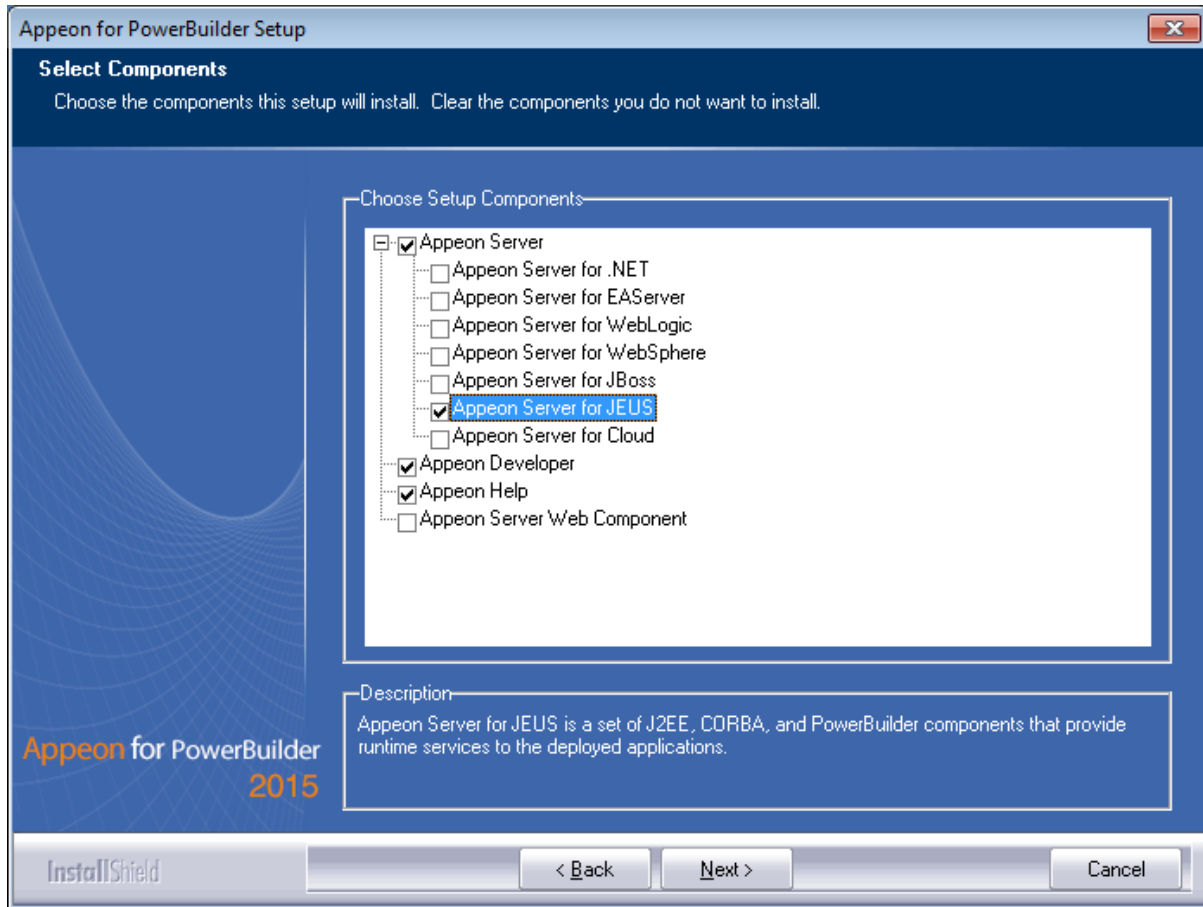 Appeon for PowerBuilder Setup
Select Components
Choose the components this setup will install. Clear the components you do not want to install.
Choose Setup Components
Appeon Server
Appeon Server for .NET
Appeon Server for EAServer
Appeon Server for WebLogic
Appeon Server for WebSphere
Appeon Server for JBoss
Appeon Server for JEUS
Appeon Server for Cloud
Appeon Developer
Appeon Help
Appeon Server Web Component
Description
Appeon Server for JEUS is a set of J2EE, CORBA, and PowerBuilder components that provide
runtime services to the deployed applications.
Appeon for PowerBuilder
2015
InstallShield
< Back
Next >
Cancel